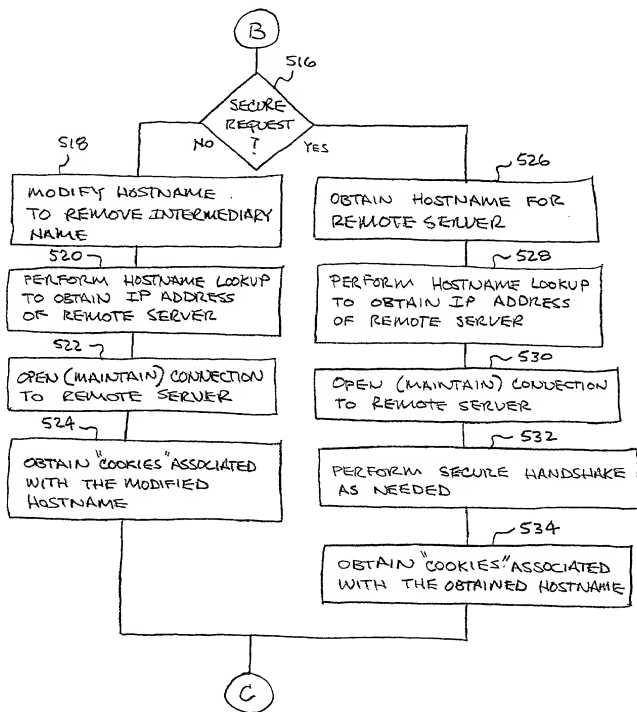 B
516
SECURE
REQUEST
?
NO
YES
518
MODIFY HOSTNAME
TO REMOVE INTERMEDIARY
NAME
520
PERFORM HOSTNAME LOOKUP
TO OBTAIN IP ADDRESS
OF REMOTE SERVER
522
OPEN (MAINTAIN) CONNECTION
TO REMOTE SERVER
524
OBTAIN "COOKIES" ASSOCIATED
WITH THE MODIFIED
HOSTNAME
526
OBTAIN HOSTNAME FOR
REMOTE SERVER
528
PERFORM HOSTNAME LOOKUP
TO OBTAIN IP ADDRESS
OF REMOTE SERVER
530
OPEN (MAINTAIN) CONNECTION
TO REMOTE SERVER
532
PERFORM SECURE HANDSHAKE
AS NEEDED
534
OBTAIN "COOKIES" ASSOCIATED
WITH THE OBTAINED HOSTNAME
C